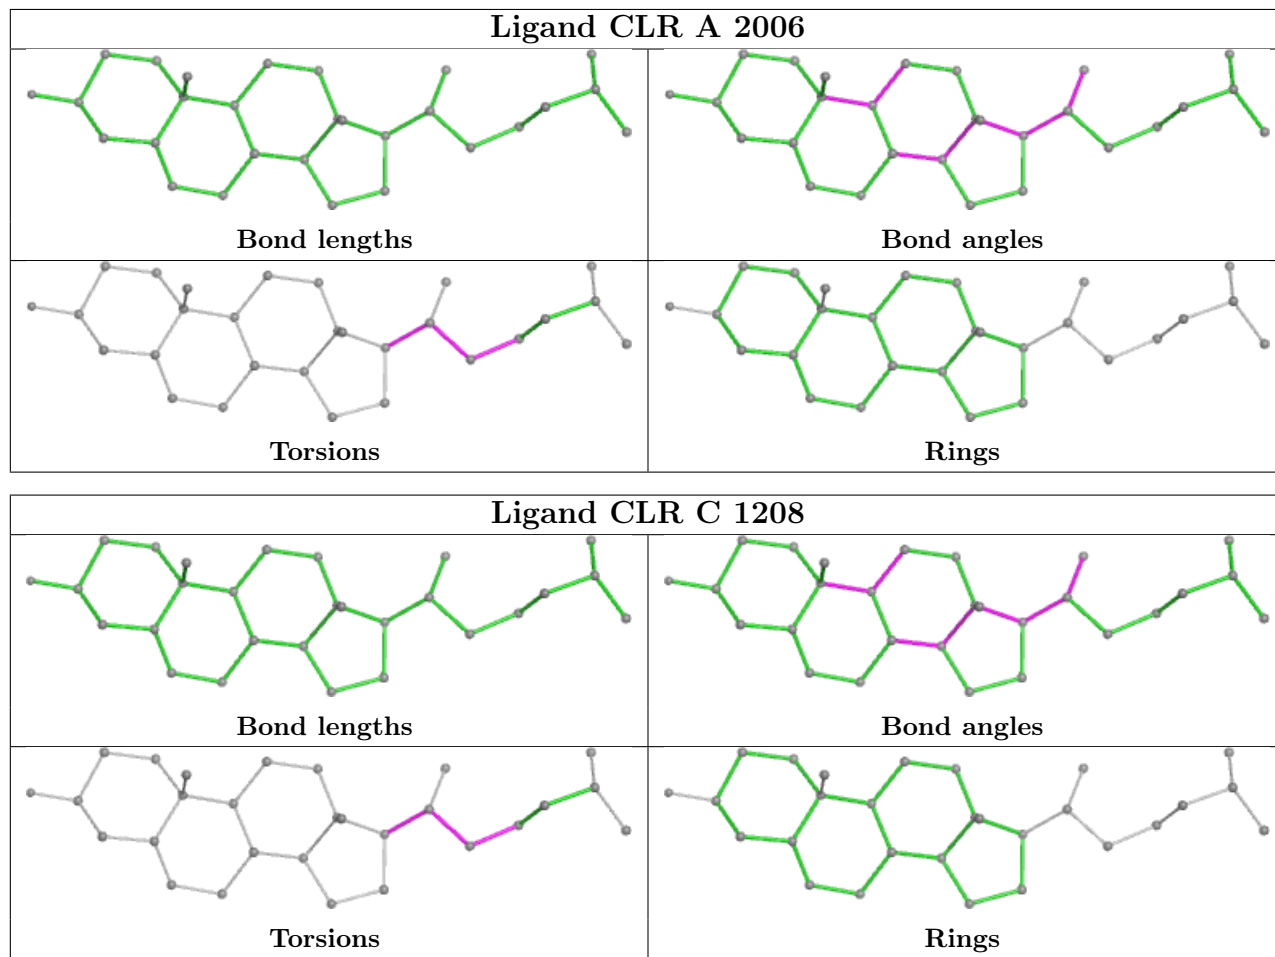 Ligand CLR A 2006
Bond lengths
Bond angles
Torsions
Rings
Ligand CLR C 1208
Bond lengths
Bond angles
Torsions
Rings